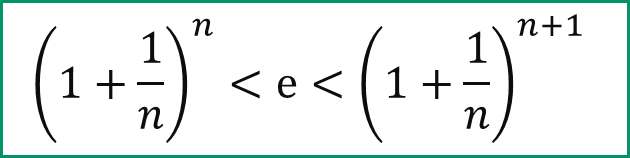 (1 + 1/n)^n < e < (1 + 1/n)^{n+1}